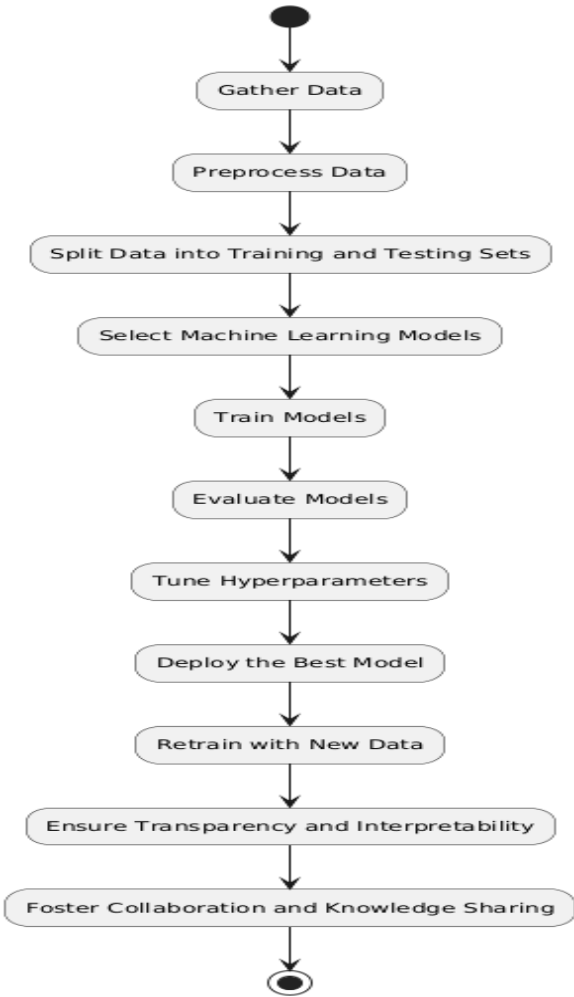 Gather Data
Preprocess Data
Split Data into Training and Testing Sets
Select Machine Learning Models
Train Models
Evaluate Models
Tune Hyperparameters
Deploy the Best Model
Retrain with New Data
Ensure Transparency and Interpretability
Foster Collaboration and Knowledge Sharing